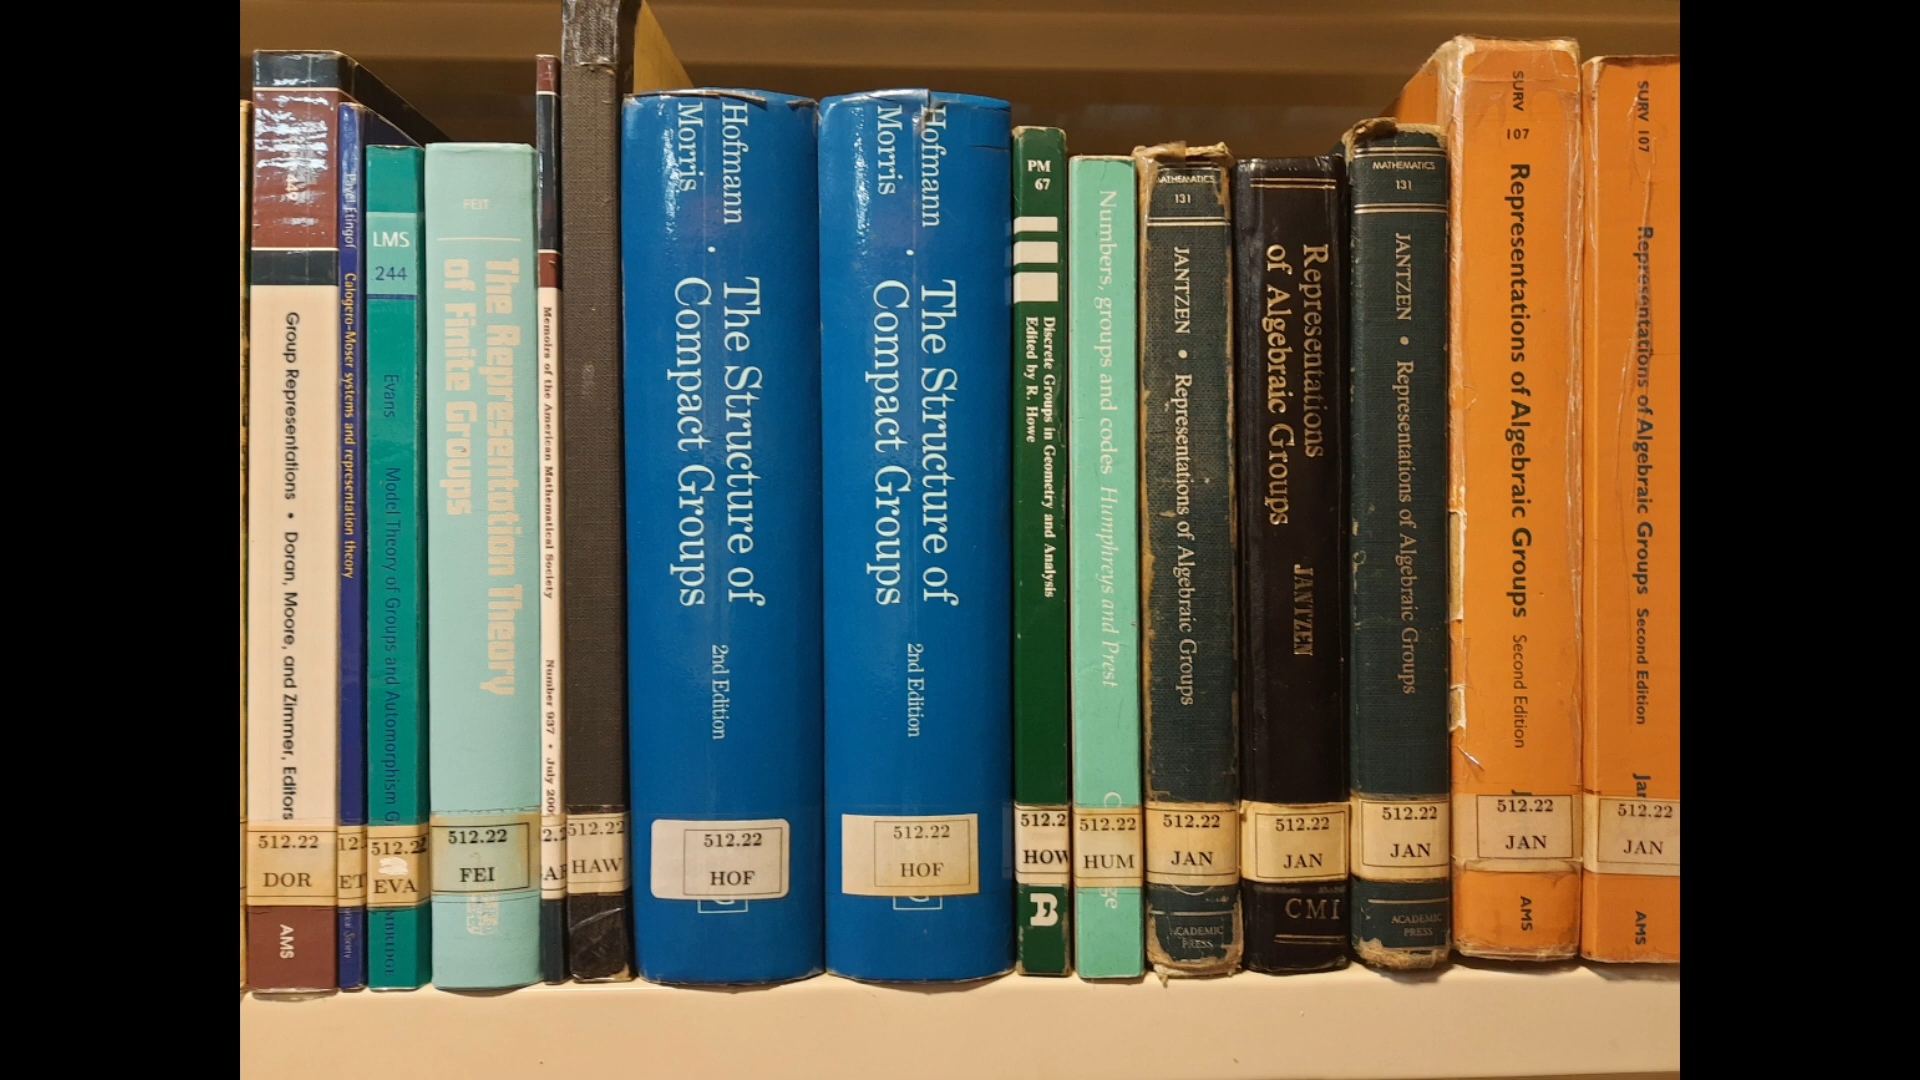 449
Group Representations • Doran, Moore, and Zimmer, Editors
512.22
DOR
AMS
Pavel Etingof
Calogero-Moser systems and representation theory
ET
LMS
244
Evans
Model Theory of Groups and Automorphism G
512.22
EVA
FEIT
The Representation Theory
of Finite Groups
512.22
FEI
Memoirs of the American Mathematical Society
Number 937 • July 200
512.22
HAW
Hofmann
Morris
•
The Structure of
Compact Groups
2nd Edition
512.22
HOF
Hofmann
Morris
•
The Structure of
Compact Groups
2nd Edition
512.22
HOF
PM
67
Discrete Groups in Geometry and Analysis
Edited by R. Howe
512.2
HOW
B
Numbers, groups and codes Humphreys and Prest
512.22
HUM
MATHEMATICS
131
JANTZEN • Representations of Algebraic Groups
512.22
JAN
ACADEMIC
PRESS
Representations
of Algebraic Groups
JANTZEN
512.22
JAN
CMI
MATHEMATICS
131
JANTZEN • Representations of Algebraic Groups
512.22
JAN
ACADEMIC
PRESS
SURV 107
Representations of Algebraic Groups Second Edition
J
512.22
JAN
AMS
SURV 107
Representations of Algebraic Groups Second Edition
Jan
512.22
JAN
AMS